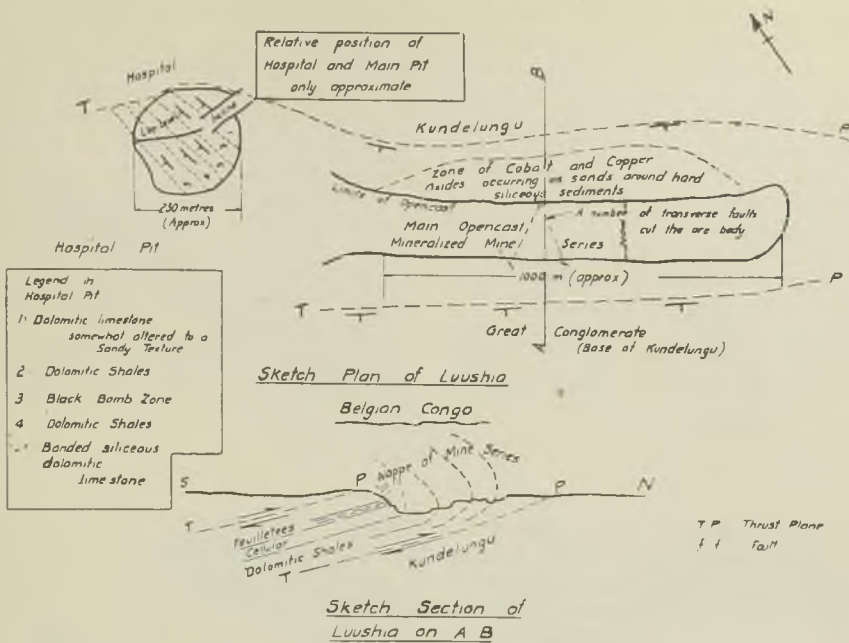 N
Relative position of
Hospital and Main Pit
only approximate
Hospital
T
B
P
Kundelungu
Zone of Cobalt and Copper
Oxides occurring as sands around hard
siliceous sediments
Limits of Opencast
250 metres
(Approx)
Main Opencast,
Mineralized Mine Series
A number of transverse faults
cut the ore body
Hospital Pit
1000 m (approx)
T
P
Great Conglomerate
(Base of Kundelungu)
Legend in
Hospital Pit
1 Dolomitic limestone
somewhat altered to a
Sandy Texture
2 Dolomitic Shales
3 Black Bomb Zone
4 Dolomitic Shales
Banded siliceous
dolomitic
limestone
Sketch Plan of Luushia
Belgian Congo
Nappe of Mine Series
S
P
P
N
T
Feuilletees
Cellular
Dolomitic Shales
T
Kundelungu
T P Thrust Plane
Fault
Sketch Section of
Luushia on A B